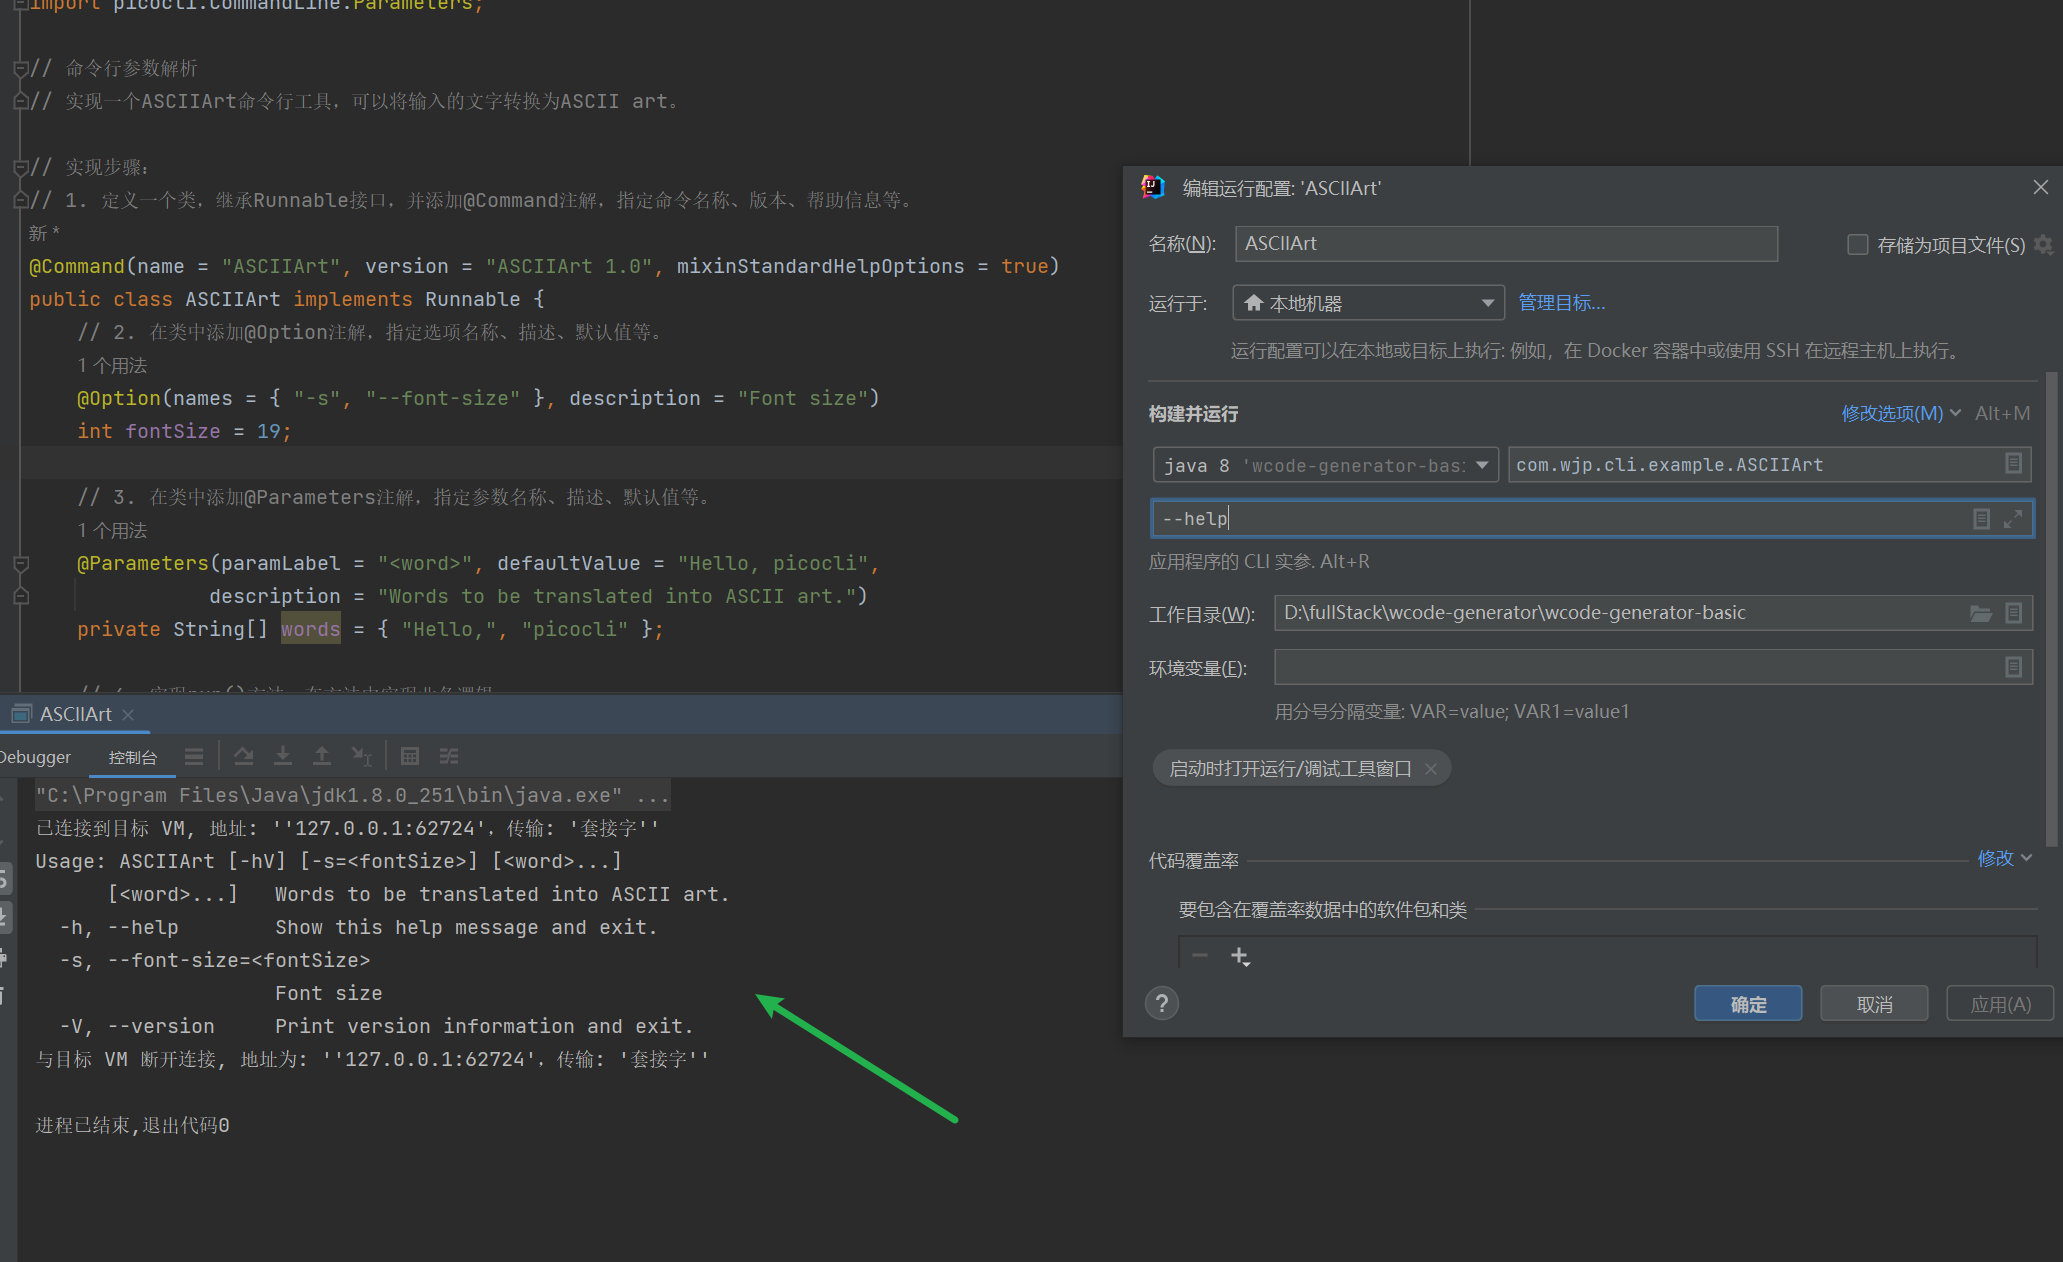 import picocli.CommandLine.Parameters;
// 命令行参数解析
// 实现一个ASCIIArt命令行工具，可以将输入的文字转换为ASCII art。
// 实现步骤：
// 1. 定义一个类，继承Runnable接口，并添加@Command注解，指定命令名称、版本、帮助信息等。
新 *
@Command(name = "ASCIIArt", version = "ASCIIArt 1.0", mixinStandardHelpOptions = true)
public class ASCIIArt implements Runnable {
// 2. 在类中添加@Option注解，指定选项名称、描述、默认值等。
1 个用法
@Option(names = { "-s", "--font-size" }, description = "Font size")
int fontSize = 19;
// 3. 在类中添加@Parameters注解，指定参数名称、描述、默认值等。
1 个用法
@Parameters(paramLabel = "<word>", defaultValue = "Hello, picocli",
description = "Words to be translated into ASCII art.")
private String[] words = { "Hello,", "picocli" };
ASCIIArt
Debugger
控制台
"C:\Program Files\Java\jdk1.8.0_251\bin\java.exe" ...
已连接到目标 VM, 地址: ''127.0.0.1:62724'，传输: '套接字''
Usage: ASCIIArt [-hV] [-s=<fontSize>] [<word>...]
[<word>...]   Words to be translated into ASCII art.
-h, --help        Show this help message and exit.
-s, --font-size=<fontSize>
Font size
-V, --version     Print version information and exit.
与目标 VM 断开连接, 地址为: ''127.0.0.1:62724'，传输: '套接字''
进程已结束,退出代码0
编辑运行配置: 'ASCIIArt'
名称(N): ASCIIArt
存储为项目文件(S)
运行于: 本地机器 管理目标...
运行配置可以在本地或目标上执行: 例如，在 Docker 容器中或使用 SSH 在远程主机上执行。
构建并运行
修改选项(M) Alt+M
java 8 'wcode-generator-bas:
com.wjp.cli.example.ASCIIArt
--help
应用程序的 CLI 实参. Alt+R
工作目录(W): D:\fullStack\wcode-generator\wcode-generator-basic
环境变量(E):
用分号分隔变量: VAR=value; VAR1=value1
启动时打开运行/调试工具窗口
代码覆盖率
修改
要包含在覆盖率数据中的软件包和类
?
确定
取消
应用(A)